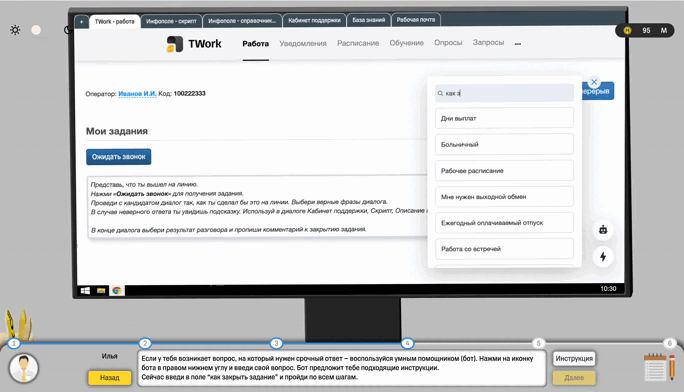 + TWork - работа Инфополе - скрипт Инфополе - справочник... Кабинет поддержки База знаний Рабочая почта
TWork Работа Уведомления Расписание Обучение Опросы Запросы ...
95 М
Оператор: Иванов И.И. Код: 100222333
ерерыв
как з
Дни выплат
Мои задания
Больничный
Ожидать звонок
Рабочее расписание
Представь, что ты вышел на линию.
Нажми «Ожидать звонок» для получения задания.
Мне нужен выходной обмен
Проведи с кандидатом диалог так, как ты сделал бы это на линии. Выбери верные фразы диалога.
В случае неверного ответа ты увидишь подсказку. Используй в диалоге Кабинет поддержки, Скрипт, Описание
Ежегодный оплачиваемый отпуск
В конце диалога выбери результат разговора и пропиши комментарий к закрытию задания.
Работа со встречей
10:30
1 2 3 4 5 6
Илья
Назад
Если у тебя возникает вопрос, на который нужен срочный ответ – воспользуйся умным помощником (бот). Нажми на иконку
бота в правом нижнем углу и введи свой вопрос. Бот предложит тебе подходящие инструкции.
Сейчас введи в поле "как закрыть задание" и пройди по всем шагам.
Инструкция
Далее